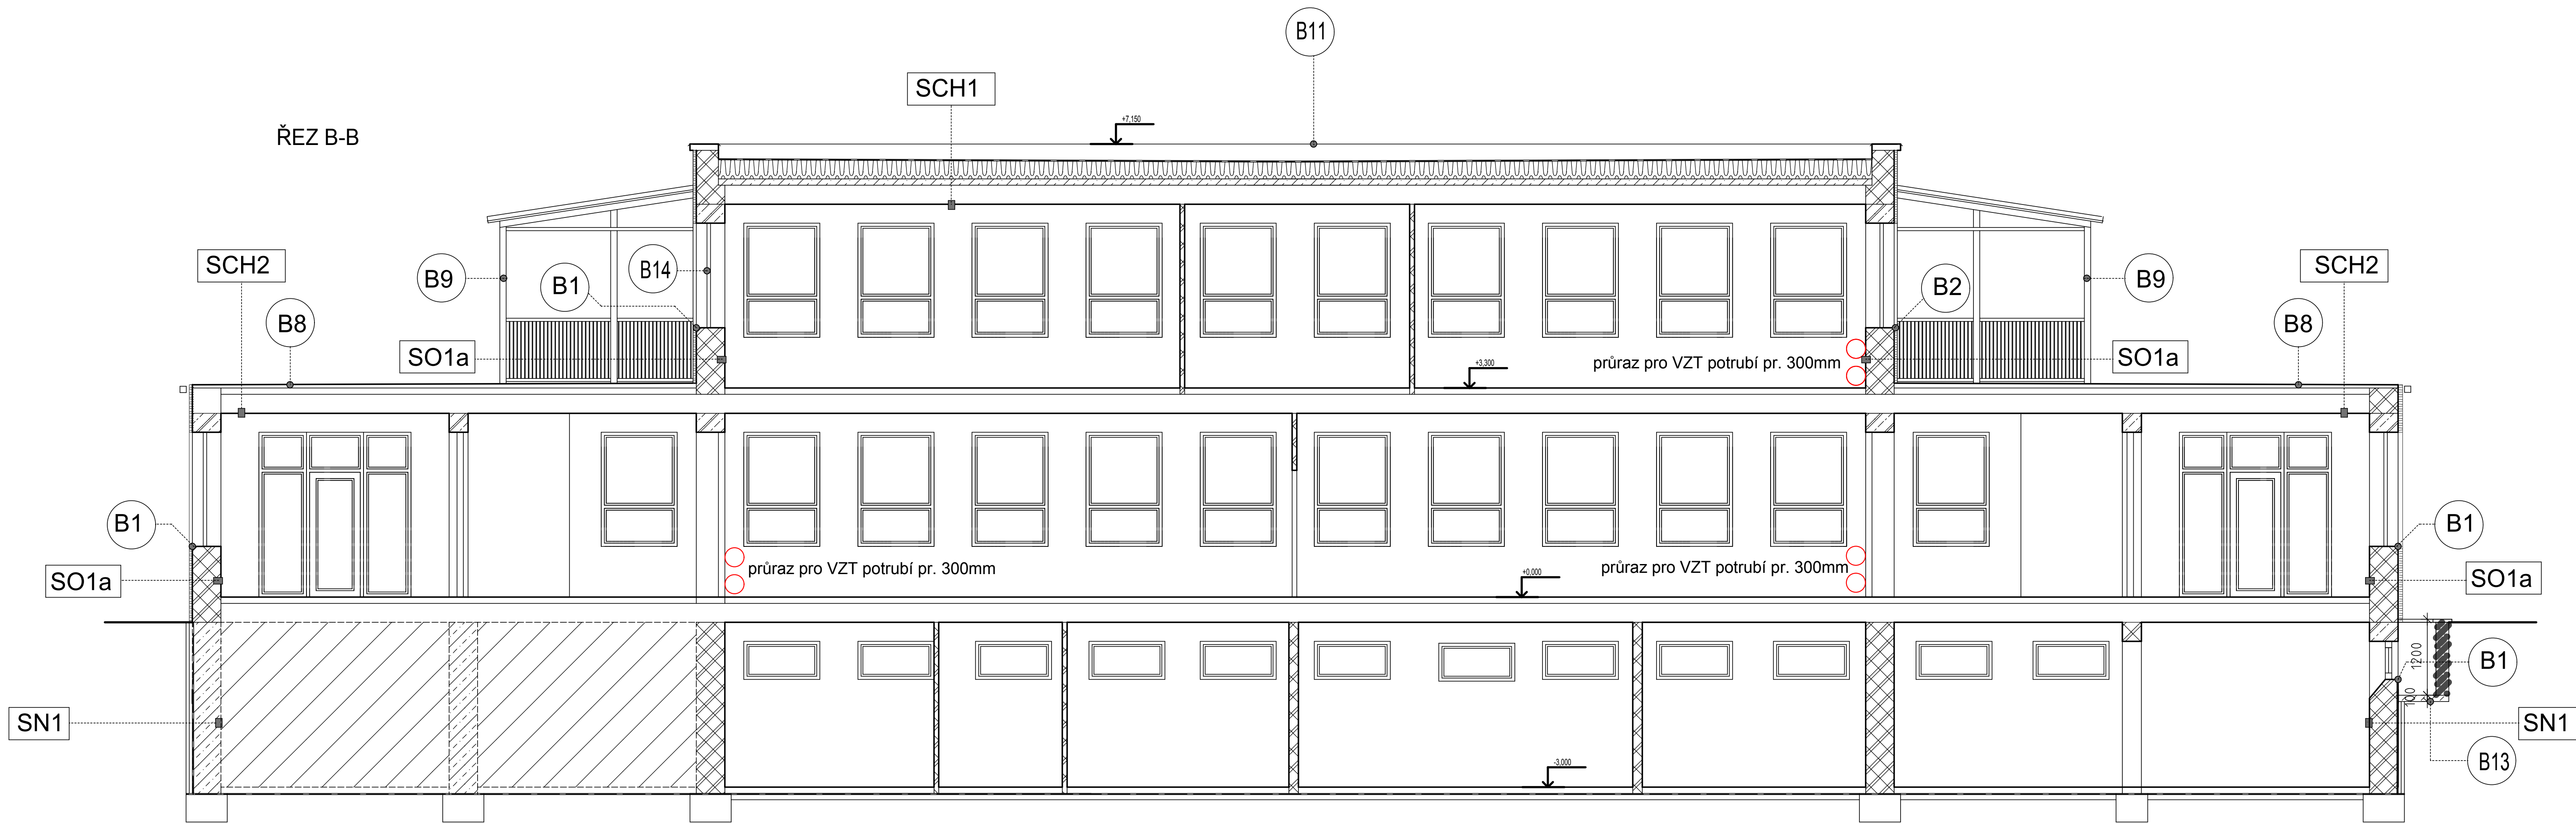 B11
SCH1
+7,150
ŘEZ B-B
SCH2
SCH2
B9
B14
B1
B2
B9
B8
B8
SO1a
průraz pro VZT potrubí pr. 300mm
+3,300
SO1a
B1
B1
SO1a
průraz pro VZT potrubí pr. 300mm
průraz pro VZT potrubí pr. 300mm
+0,000
SO1a
1200
B1
100
SN1
SN1
-3,000
B13